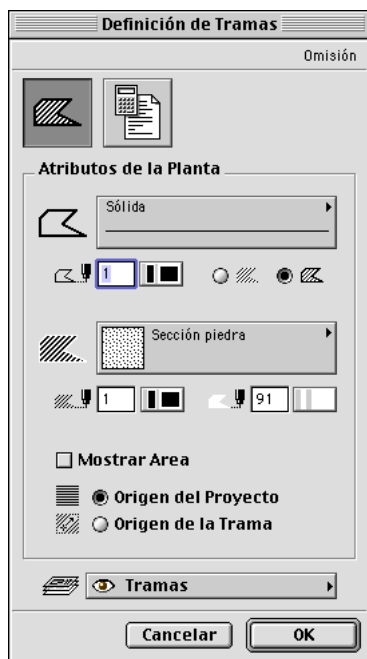 Definición de Tramas
Omisión
Atributos de la Planta
Sólida
1
Sección piedra
1 91
Mostrar Area
Origen del Proyecto
Origen de la Trama
Tramas
Cancelar OK